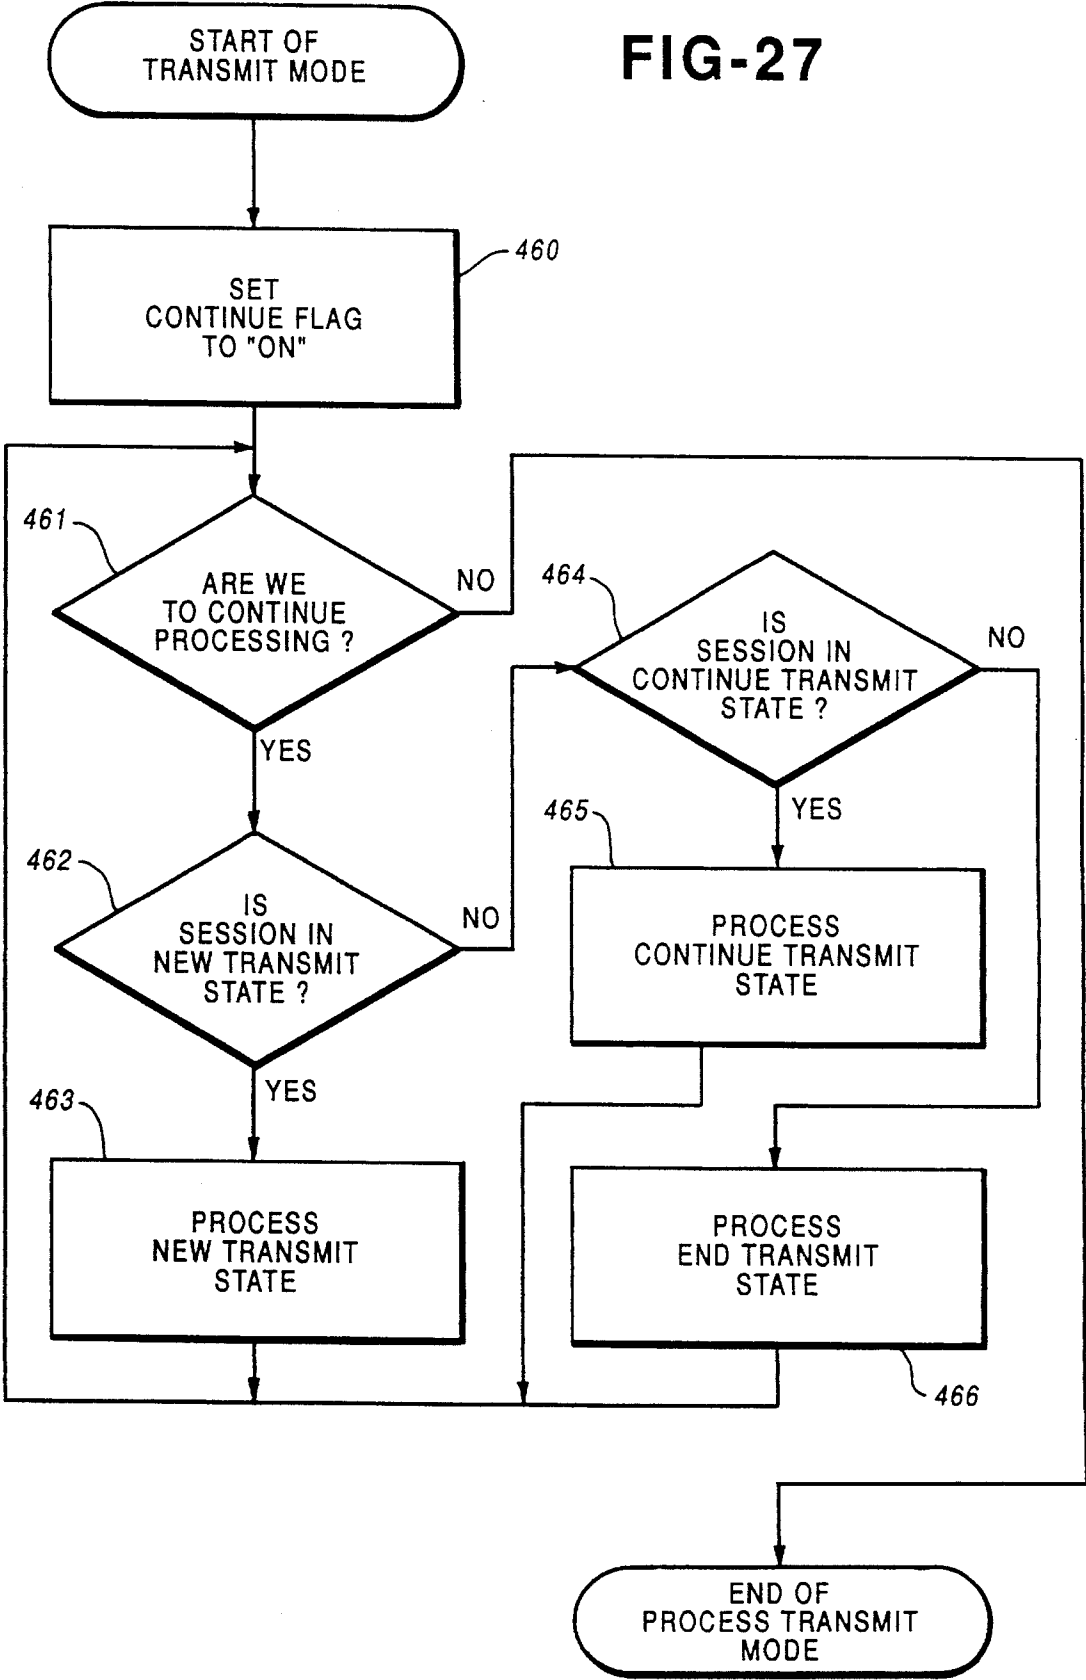 START OF
TRANSMIT MODE
FIG-27
460
SET
CONTINUE FLAG
TO "ON"
461
ARE WE
TO CONTINUE
PROCESSING ?
NO
YES
464
IS
SESSION IN
CONTINUE TRANSMIT
STATE ?
NO
YES
462
IS
SESSION IN
NEW TRANSMIT
STATE ?
NO
YES
465
PROCESS
CONTINUE TRANSMIT
STATE
463
PROCESS
NEW TRANSMIT
STATE
PROCESS
END TRANSMIT
STATE
466
END OF
PROCESS TRANSMIT
MODE